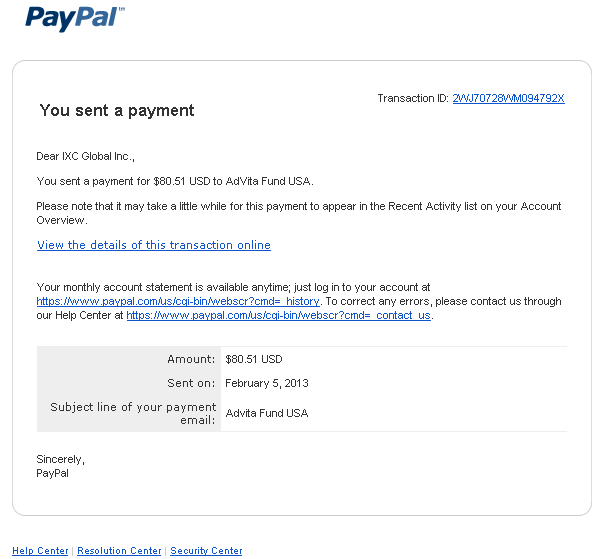 PayPal™
Transaction ID: 2WJ70728WM094792X
You sent a payment
Dear IXC Global Inc.,
You sent a payment for $80.51 USD to AdVita Fund USA.
Please note that it may take a little while for this payment to appear in the Recent Activity list on your Account
Overview.
View the details of this transaction online
Your monthly account statement is available anytime; just log in to your account at
https://www.paypal.com/us/cgi-bin/webscr?cmd=_history. To correct any errors, please contact us through
our Help Center at https://www.paypal.com/us/cgi-bin/webscr?cmd=_contact_us.
Amount: $80.51 USD
Sent on: February 5, 2013
Subject line of your payment
email: Advita Fund USA
Sincerely,
PayPal
Help Center | Resolution Center | Security Center